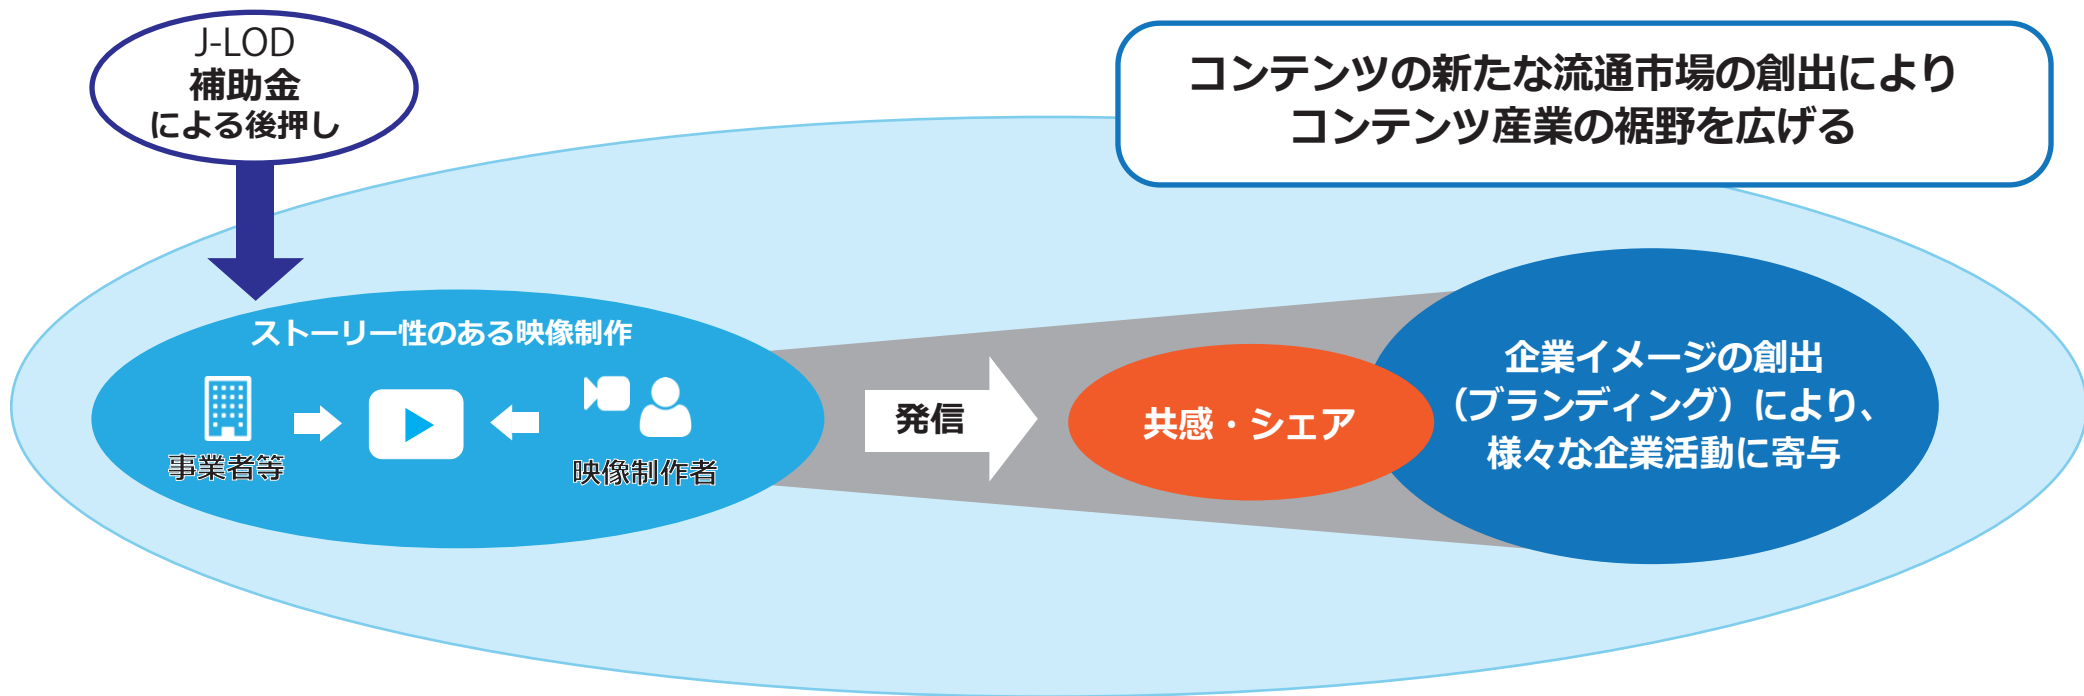 J-LOD
補助金
による後押し
コンテンツの新たな流通市場の創出により
コンテンツ産業の裾野を広げる
ストーリー性のある映像制作
事業者等
映像制作者
発信
共感・シェア
企業イメージの創出
（ブランディング）により、
様々な企業活動に寄与